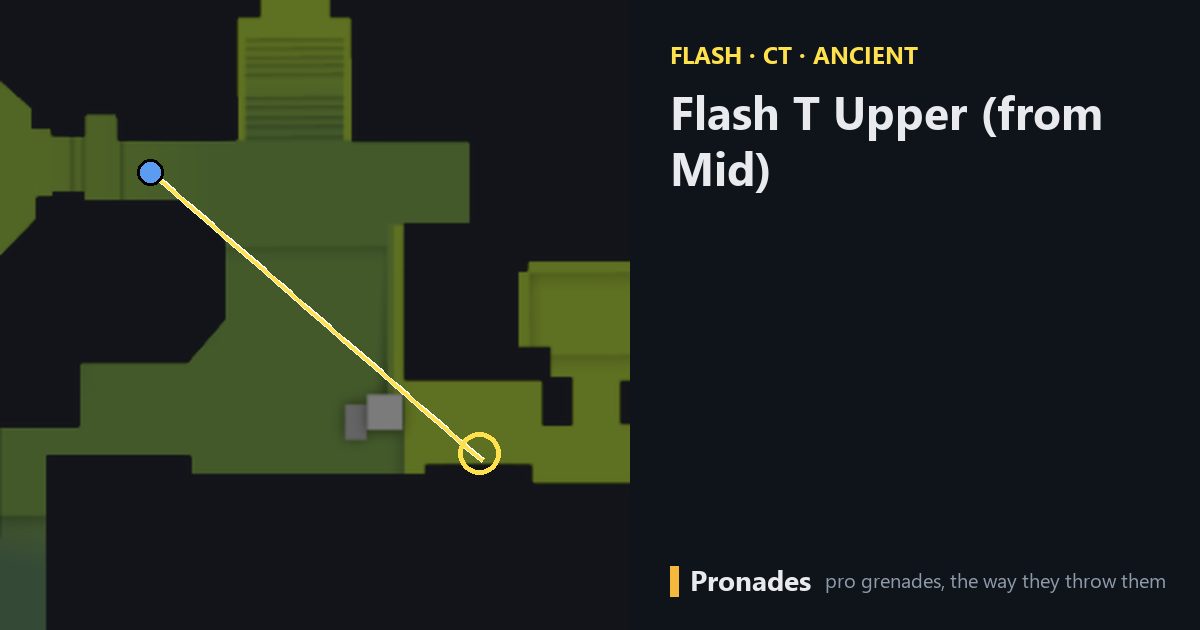 FLASH · CT · ANCIENT
Flash T Upper (from
Mid)
Pronades pro grenades, the way they throw them